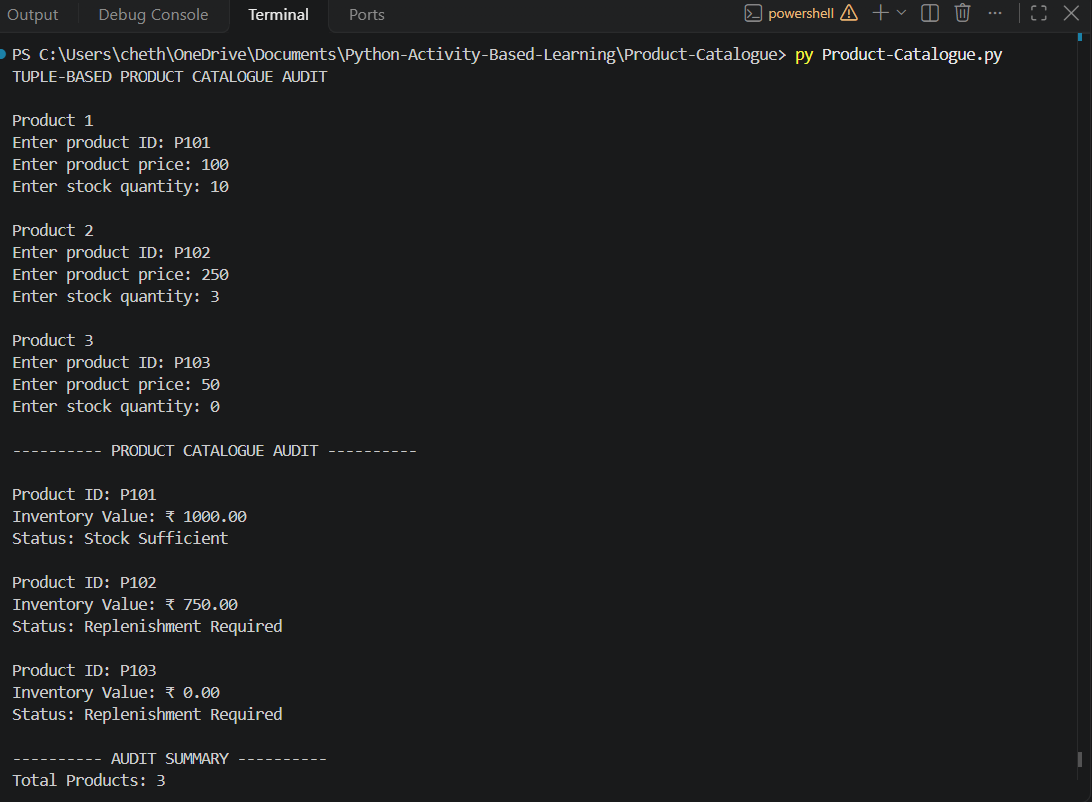 Output Debug Console Terminal Ports powershell
PS C:\Users\cheth\OneDrive\Documents\Python-Activity-Based-Learning\Product-Catalogue> py Product-Catalogue.py
TUPLE-BASED PRODUCT CATALOGUE AUDIT
Product 1
Enter product ID: P101
Enter product price: 100
Enter stock quantity: 10
Product 2
Enter product ID: P102
Enter product price: 250
Enter stock quantity: 3
Product 3
Enter product ID: P103
Enter product price: 50
Enter stock quantity: 0
---------- PRODUCT CATALOGUE AUDIT ----------
Product ID: P101
Inventory Value: ₹ 1000.00
Status: Stock Sufficient
Product ID: P102
Inventory Value: ₹ 750.00
Status: Replenishment Required
Product ID: P103
Inventory Value: ₹ 0.00
Status: Replenishment Required
---------- AUDIT SUMMARY ----------
Total Products: 3